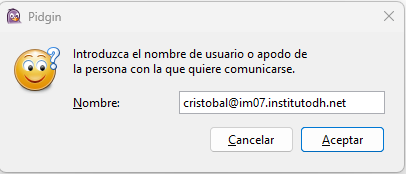 Pidgin
Introduzca el nombre de usuario o apodo de
la persona con la que quiere comunicarse.
Nombre: cristobal@im07.institutodh.net
Cancelar Aceptar